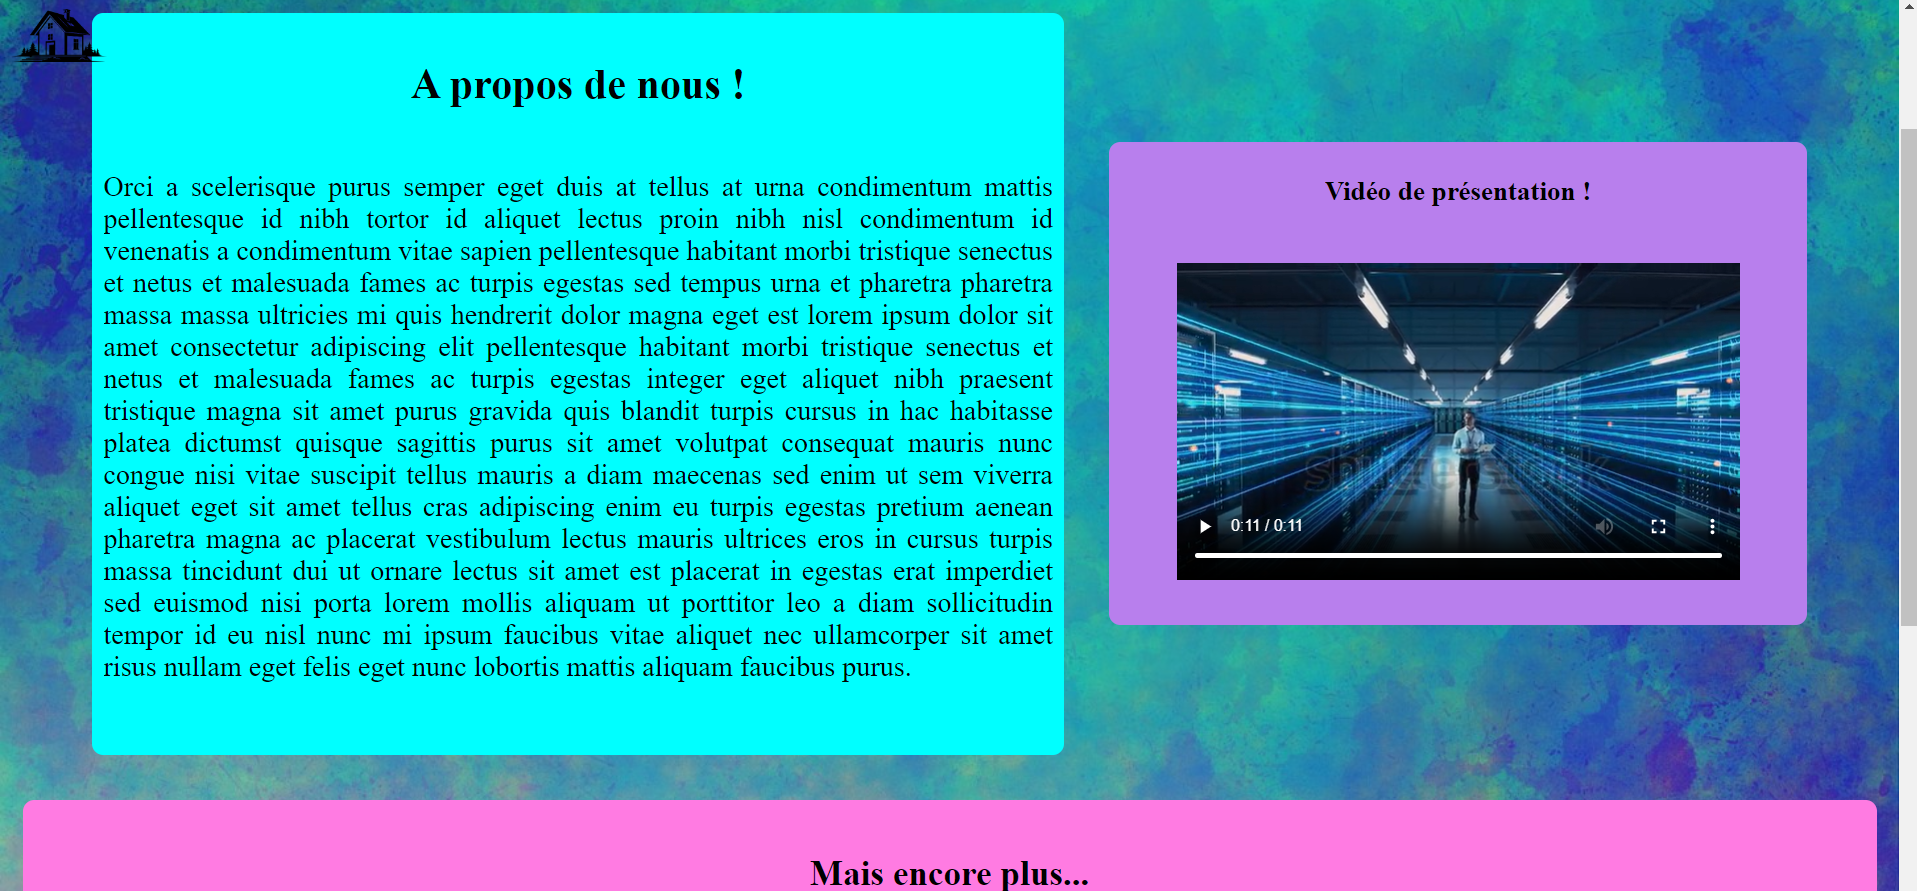 A propos de nous !
Orci a scelerisque purus semper eget duis at tellus at urna condimentum mattis
pellentesque id nibh tortor id aliquet lectus proin nibh nisl condimentum id
venenatis a condimentum vitae sapien pellentesque habitant morbi tristique senectus
et netus et malesuada fames ac turpis egestas sed tempus urna et pharetra pharetra
massa massa ultricies mi quis hendrerit dolor magna eget est lorem ipsum dolor sit
amet consectetur adipiscing elit pellentesque habitant morbi tristique senectus et
netus et malesuada fames ac turpis egestas integer eget aliquet nibh praesent
tristique magna sit amet purus gravida quis blandit turpis cursus in hac habitasse
platea dictumst quisque sagittis purus sit amet volutpat consequat mauris nunc
congue nisi vitae suscipit tellus mauris a diam maecenas sed enim ut sem viverra
aliquet eget sit amet tellus cras adipiscing enim eu turpis egestas pretium aenean
pharetra magna ac placerat vestibulum lectus mauris ultrices eros in cursus turpis
massa tincidunt dui ut ornare lectus sit amet est placerat in egestas erat imperdiet
sed euismod nisi porta lorem mollis aliquam ut porttitor leo a diam sollicitudin
tempor id eu nisl nunc mi ipsum faucibus vitae aliquet nec ullamcorper sit amet
risus nullam eget felis eget nunc lobortis mattis aliquam faucibus purus.
Vidéo de présentation !
shutterstock
0:11 / 0:11
Mais encore plus...